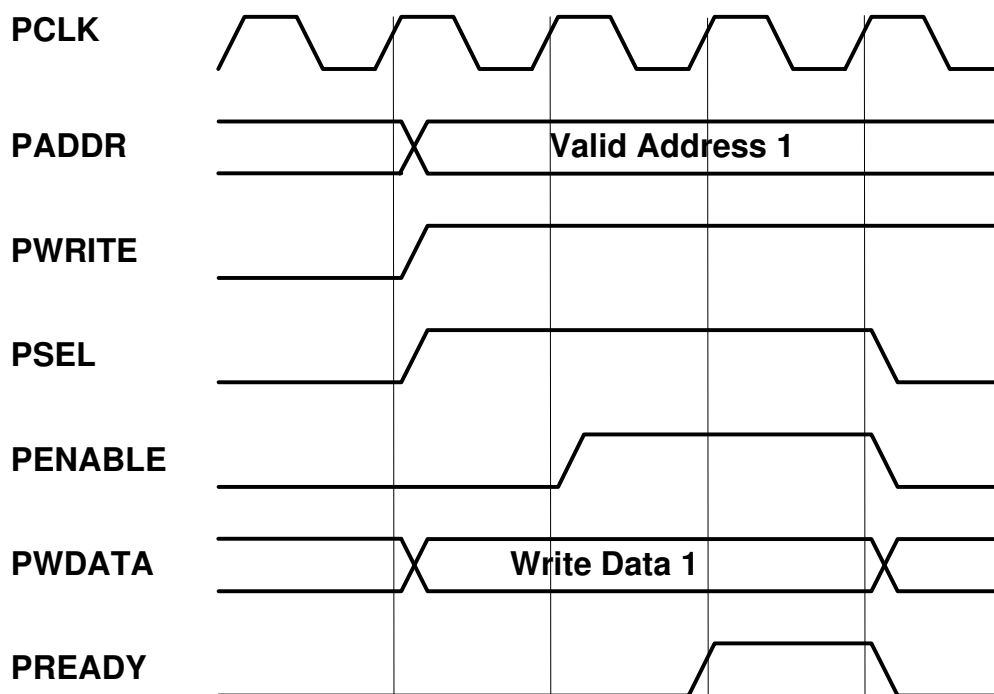 PCLK
PADDR Valid Address 1
PWRITE
PSEL
PENABLE
PWDATA Write Data 1
PREADY